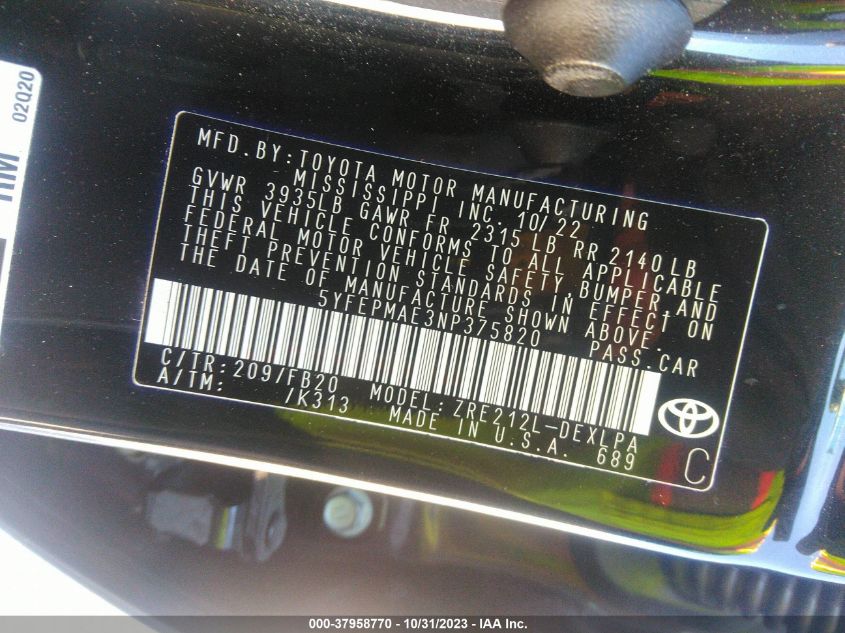 02Q20
MFD.BY:TOYOTA MOTOR MANUFACTURING
MISSISSIPPI INC. 10/22
GVWR 3935LB GAWR FR 2315LB RR 2140LB
THIS VEHICLE CONFORMS TO ALL APPLICABLE
FEDERAL MOTOR VEHICLE SAFETY,BUMPER,AND
THEFT PREVENTION STANDARDS IN EFFECT ON
THE DATE OF MANUFACTURE SHOWN ABOVE.
5YFEPMAE3NP375820 PASS.CAR
C/TR:209/FB20 MODEL:ZRE212L-DEXLPA
A/TM: /K313 MADE IN U.S.A. 689
C
000-37958770 - 10/31/2023 - IAA Inc.